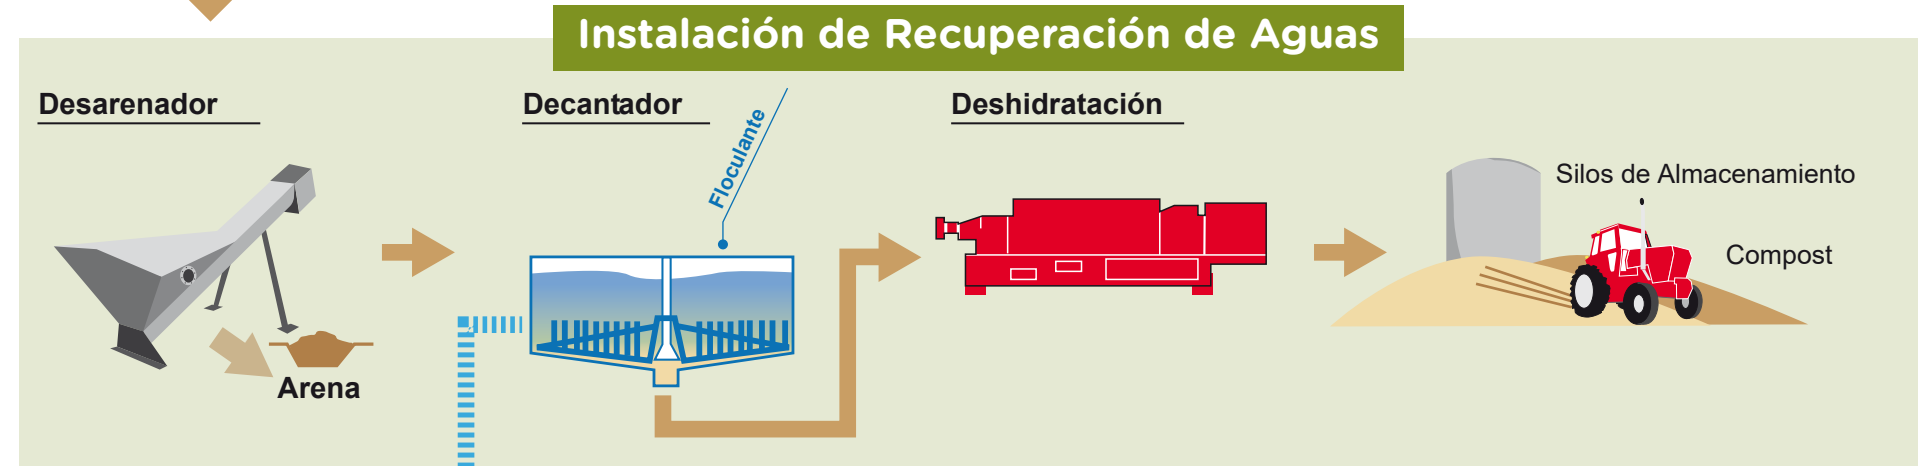 Instalación de Recuperación de Aguas
Desarenador
Decantador
Deshidratación
Floculante
Silos de Almacenamiento
Compost
Arena